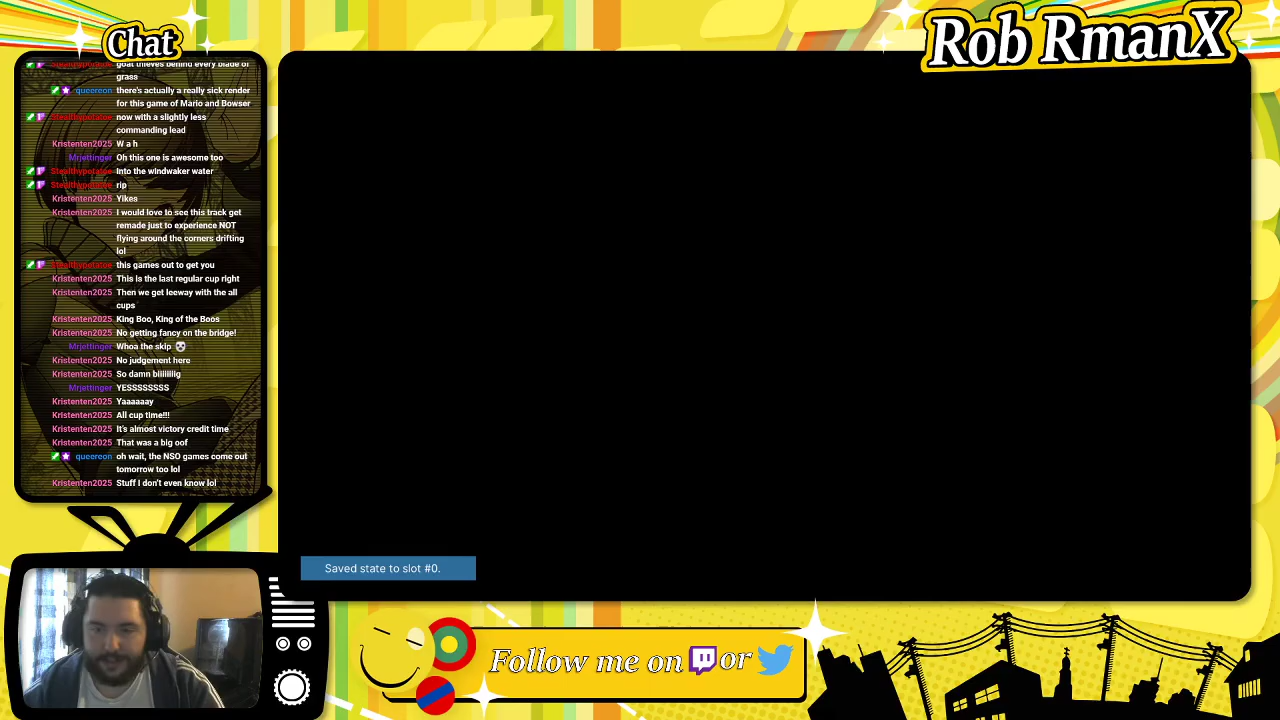 Chat
Rob RmanX
Stealthypotatoe goat thieves behind every blade of
grass
queereon there's actually a really sick render
for this game of Mario and Bowser
Stealthypotatoe now with a slightly less
commanding lead
Kristenten2025 W a h
Mrjettinger Oh this one is awesome too
Stealthypotatoe Into the windwaker water
Stealthypotatoe rip
Kristenten2025 Yikes
Kristenten2025 I would love to see this track get
remade just to experience NOT
flying around the corners drifting
lol
Stealthypotatoe this games out to get you
Kristenten2025 This is the last regular cup right
Kristenten2025 Then we get leeway with the all
cups
Kristenten2025 King Boo, King of the Boos
Kristenten2025 No getting fancy on the bridge!
Mrjettinger Whoa the skip
Kristenten2025 No judgement here
Kristenten2025 So damn biiiiiiiig
Mrjettinger YESSSSSSSS
Kristenten2025 Yaaaaaay
Kristenten2025 All cup time!!!
Kristenten2025 It's almost victory credit time
Kristenten2025 That was a big oof
queereon oh wait, the NSO games come out
tomorrow too lol
Kristenten2025 Stuff I don't even know lol
Saved state to slot #0.
Follow me on or